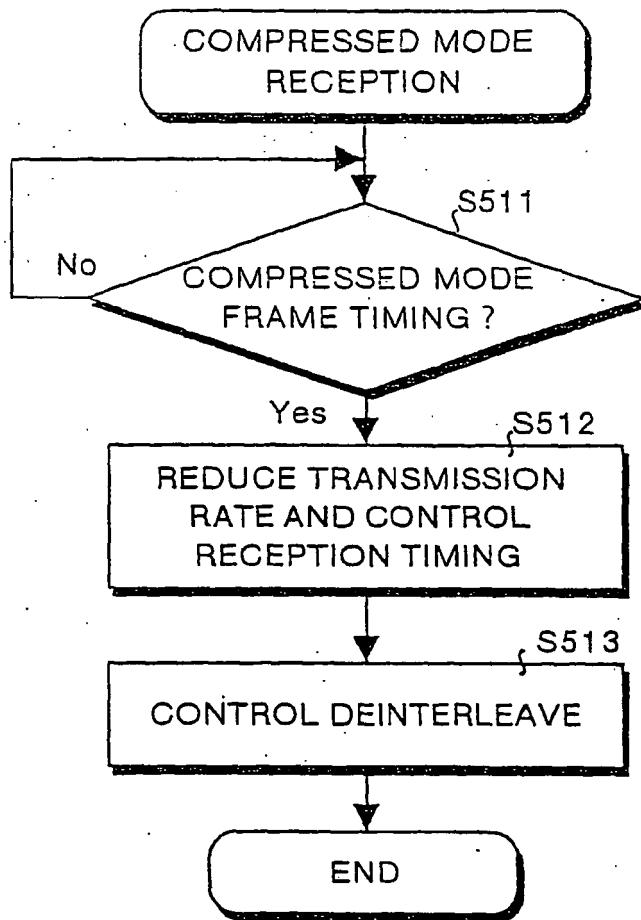 COMPRESSED MODE
RECEPTION
S511
No
COMPRESSED MODE
FRAME TIMING ?
Yes
S512
REDUCE TRANSMISSION
RATE AND CONTROL
RECEPTION TIMING
S513
CONTROL DEINTERLEAVE
END